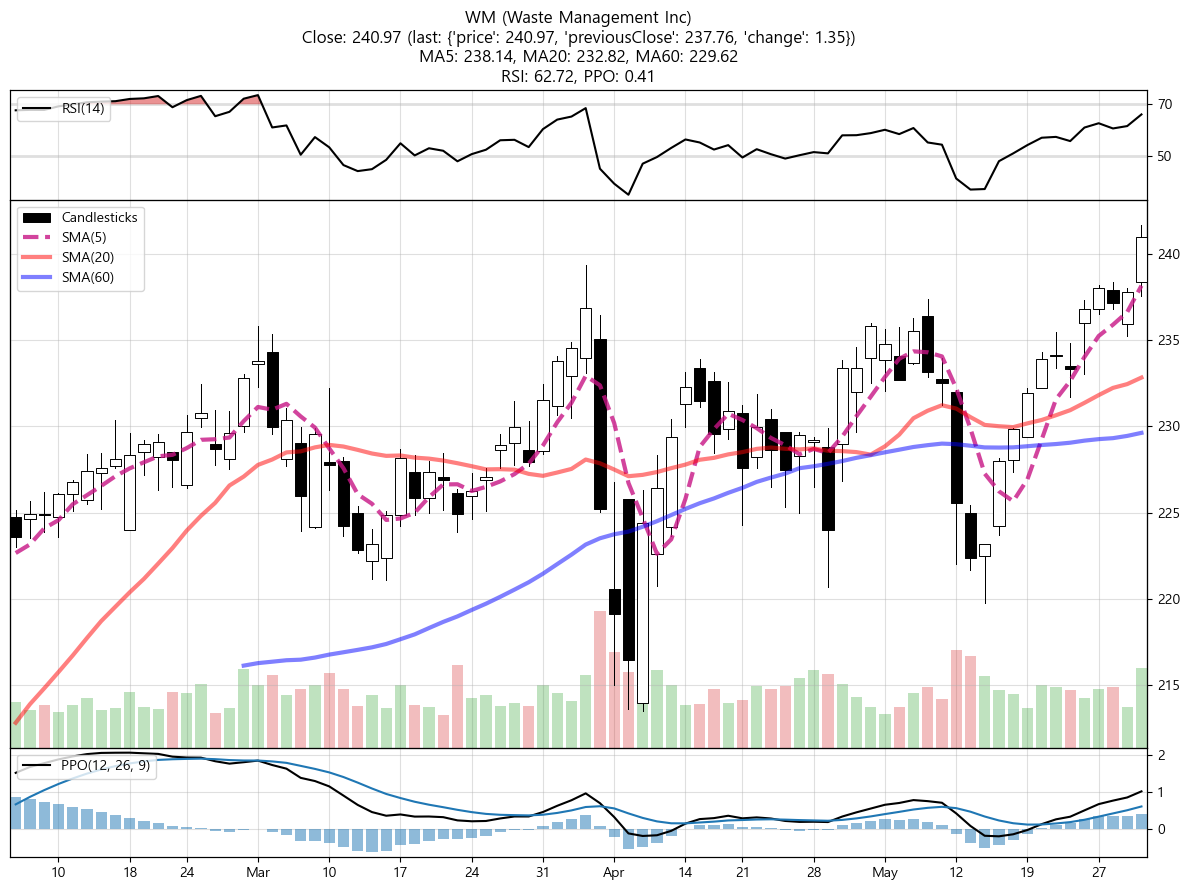 WM (Waste Management Inc)
Close: 240.97 (last: {'price': 240.97, 'previousClose': 237.76, 'change': 1.35})
MA5: 238.14, MA20: 232.82, MA60: 229.62
RSI: 62.72, PPO: 0.41
RSI(14)
70
50
Candlesticks
SMA(5)
SMA(20)
SMA(60)
240
235
230
225
220
215
PPO(12, 26, 9)
2
1
0
10 18 24 Mar 10 17 24 31 Apr 14 21 28 May 12 19 27